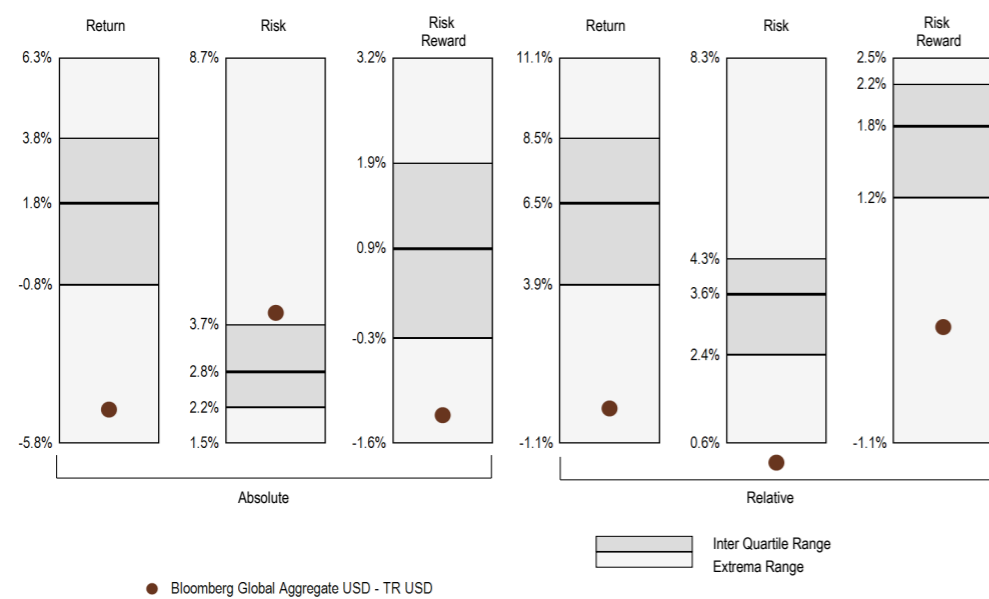 Return
Risk
Risk
Reward
Return
Risk
Risk
Reward
6.3%
3.8%
1.8%
-0.8%
-5.8%
8.7%
3.7%
2.8%
2.2%
1.5%
3.2%
1.9%
0.9%
-0.3%
-1.6%
11.1%
8.5%
6.5%
3.9%
-1.1%
8.3%
4.3%
3.6%
2.4%
0.6%
2.5%
2.2%
1.8%
1.2%
-1.1%
Absolute
Relative
Inter Quartile Range
Extrema Range
Bloomberg Global Aggregate USD - TR USD